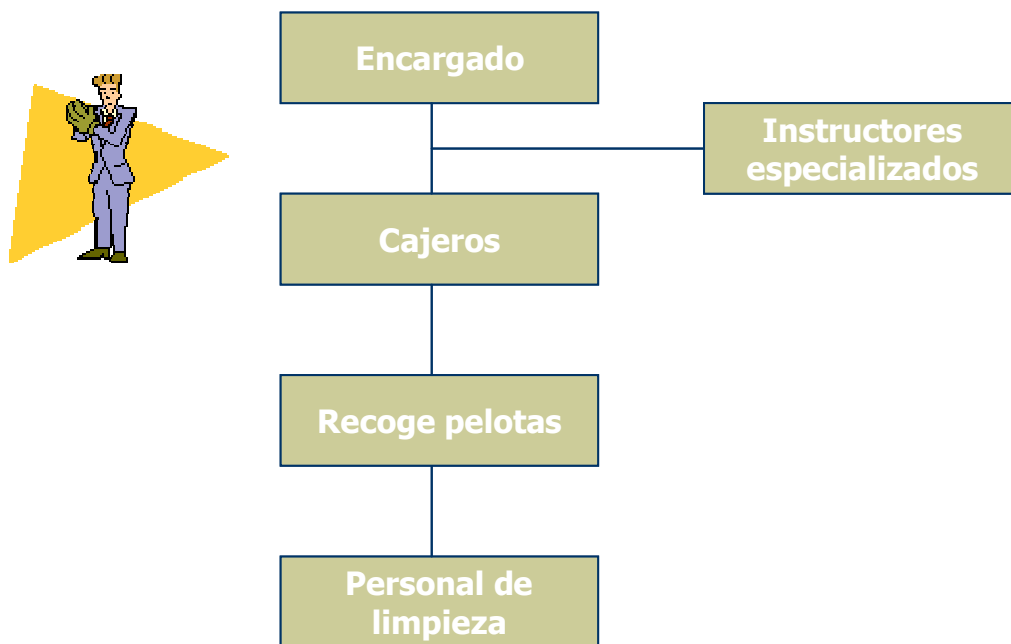 Encargado
Instructores
especializados
Cajeros
Recoge pelotas
Personal de
limpieza